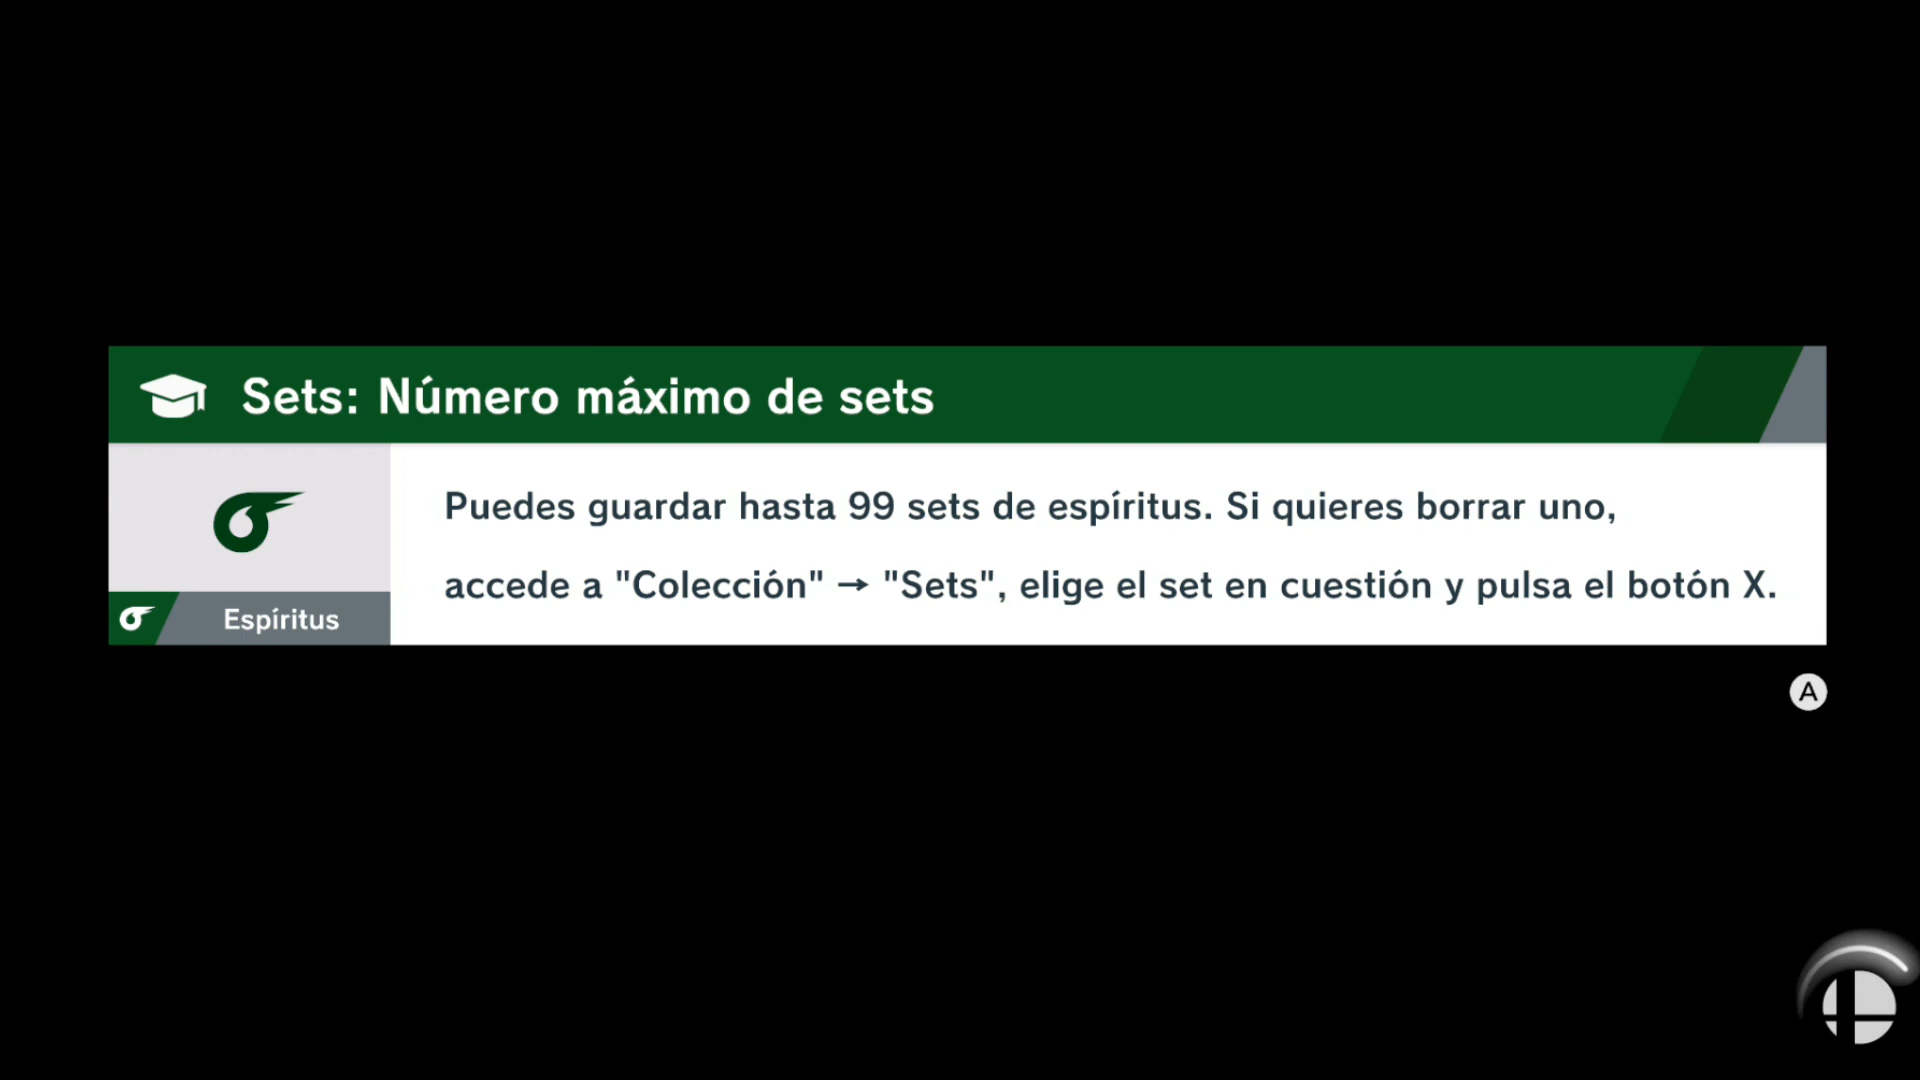 Sets: Número máximo de sets
Puedes guardar hasta 99 sets de espíritus. Si quieres borrar uno,
accede a "Colección" → "Sets", elige el set en cuestión y pulsa el botón X.
Espíritus
A